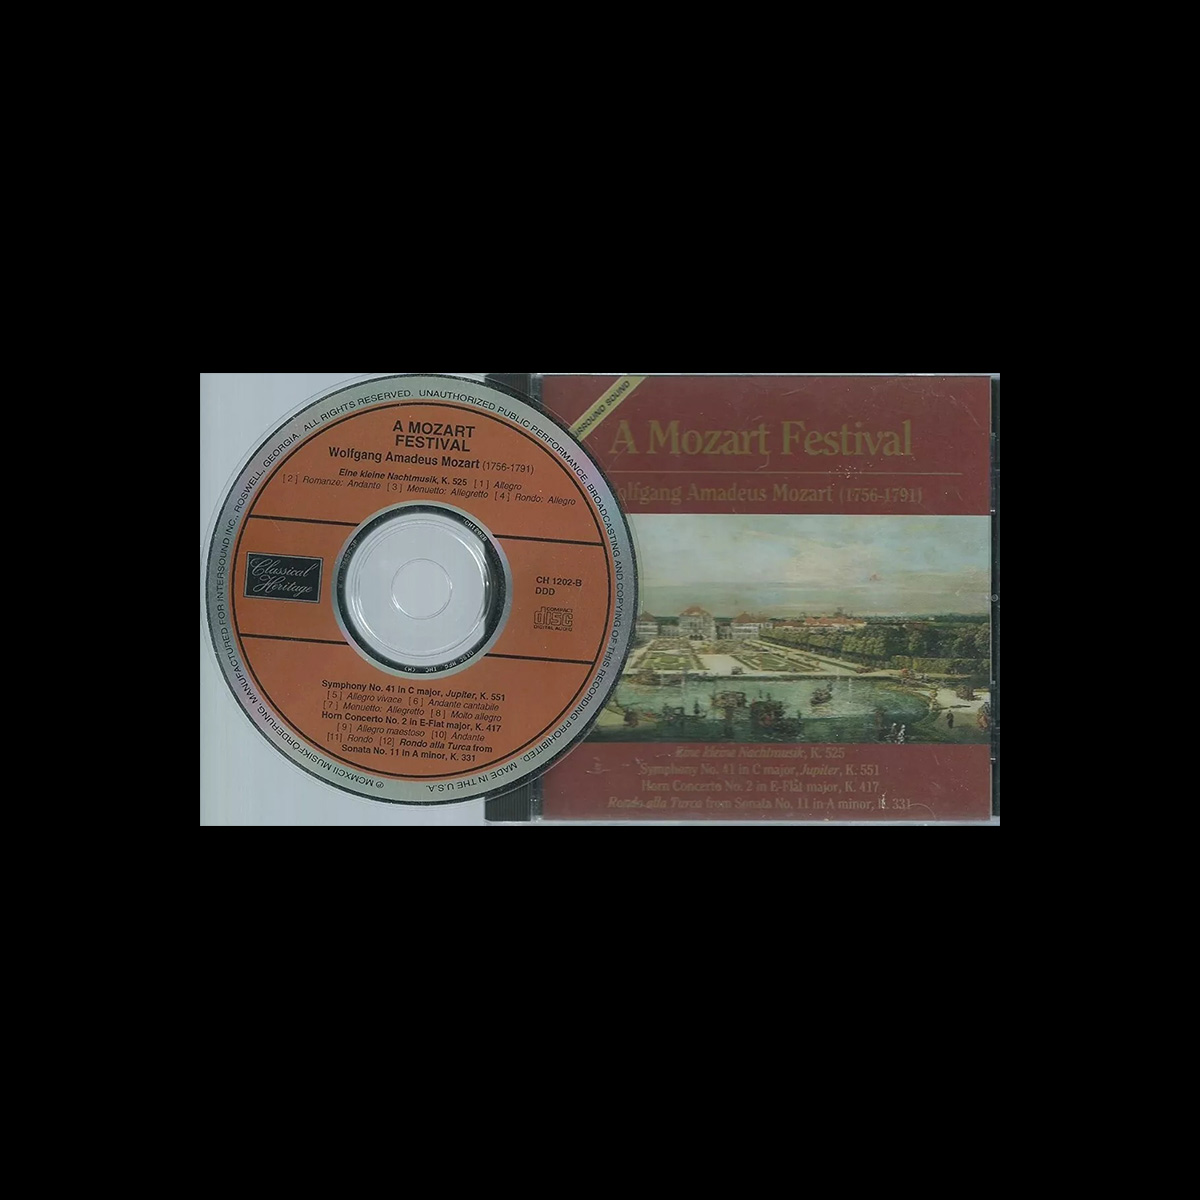 A MOZART
FESTIVAL
Wolfgang Amadeus Mozart (1756-1791)
Eine kleine Nachtmusik, K. 525 [1] Allegro
[2] Romanze: Andante [3] Menuetto: Allegretto [4] Rondo: Allegro
Classical
Heritage
CH 1202-B
DDD
COMPACT
disc
DIGITAL AUDIO
Symphony No. 41 in C major, Jupiter, K. 551
[5] Allegro vivace [6] Andante cantabile
[7] Menuetto: Allegretto [8] Molto allegro
Horn Concerto No. 2 in E-Flat major, K. 417
[9] Allegro maestoso [10] Andante
[11] Rondo [12] Rondo alla Turca from
Sonata No. 11 in A minor, K. 331
℗ MCMXCII MUSIKFÖRDERUNG, MANUFACTURED FOR INTERSOUND INC., ROSWELL, GEORGIA. ALL RIGHTS RESERVED. UNAUTHORIZED PUBLIC PERFORMANCE, BROADCASTING AND COPYING OF THIS RECORDING PROHIBITED. MADE IN THE U.S.A.
DISC MFG. INC. (H)
SOUND
A Mozart Festival
Amadeus Mozart (1756-1791)
Eine kleine Nachtmusik, K. 525
Symphony No. 41 in C major, Jupiter, K. 551
Horn Concerto No. 2 in E-Flat major, K. 417
Rondo alla Turca from Sonata No. 11 in A minor, K. 331